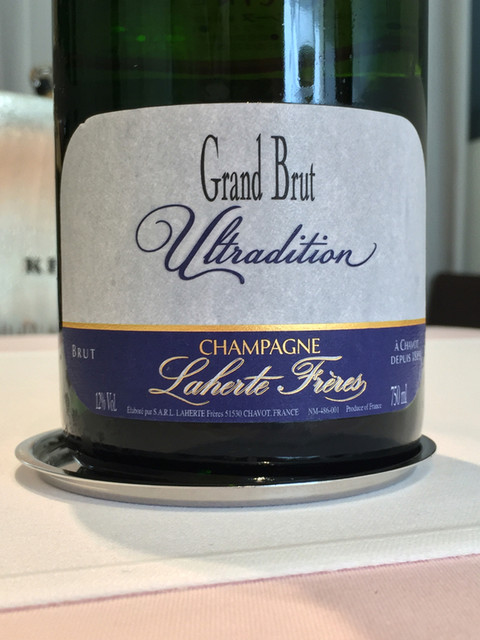 Grand Brut
Ultradition
BRUT
CHAMPAGNE
Laherte Frères
À CHAVOT
DEPUIS 1889
12% Vol.
750 ml
Élaboré par S.A.R.L. LAHERTE Frères 51530 CHAVOT, FRANCE NM-486-001 Produce of France